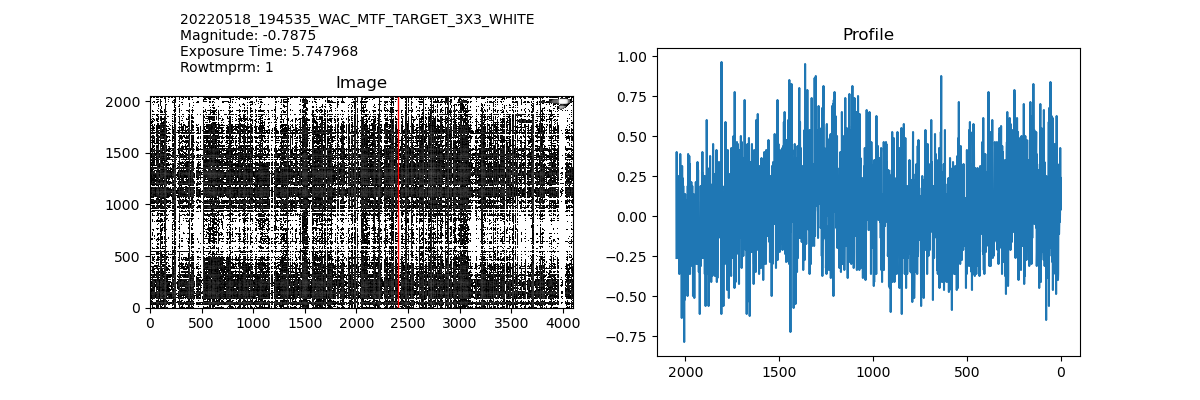 20220518_194535_WAC_MTF_TARGET_3X3_WHITE
Magnitude: -0.7875
Exposure Time: 5.747968
Rowtmprm: 1
Image
2000
1500
1000
500
0
0 500 1000 1500 2000 2500 3000 3500 4000
Profile
1.00
0.75
0.50
0.25
0.00
−0.25
−0.50
−0.75
2000 1500 1000 500 0